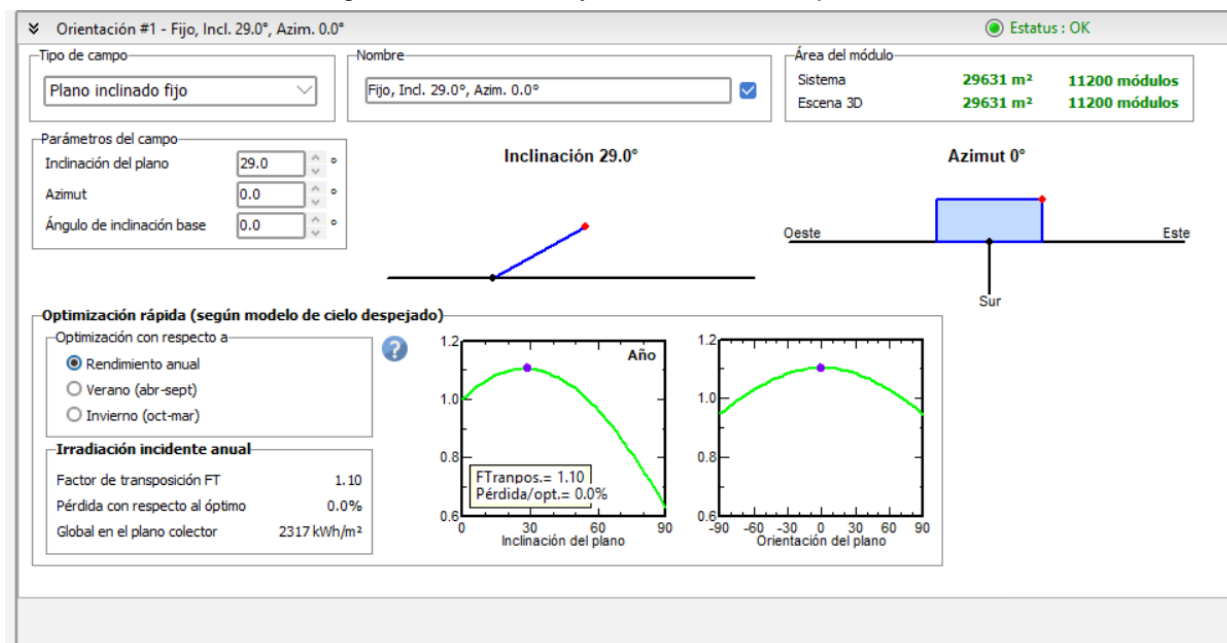 Orientación #1 - Fijo, Incl. 29.0°, Azim. 0.0°
Estatus : OK
Tipo de campo
Plano inclinado fijo
Nombre
Fijo, Incl. 29.0°, Azim. 0.0°
Área del módulo
Sistema 29631 m² 11200 módulos
Escena 3D 29631 m² 11200 módulos
Parámetros del campo
Inclinación del plano 29.0 °
Azimut 0.0 °
Ángulo de inclinación base 0.0 °
Inclinación 29.0°
Azimut 0°
Oeste
Este
Sur
Optimización rápida (según modelo de cielo despejado)
Optimización con respecto a
Rendimiento anual
Verano (abr-sept)
Invierno (oct-mar)
?
Irradiación incidente anual
Factor de transposición FT 1.10
Pérdida con respecto al óptimo 0.0%
Global en el plano colector 2317 kWh/m²
Año
1.2
1.0
0.8
0.6
FTranpos.= 1.10
Pérdida/opt.= 0.0%
0 30 60 90
Inclinación del plano
1.2
1.0
0.8
0.6
-90 -60 -30 0 30 60 90
Orientación del plano